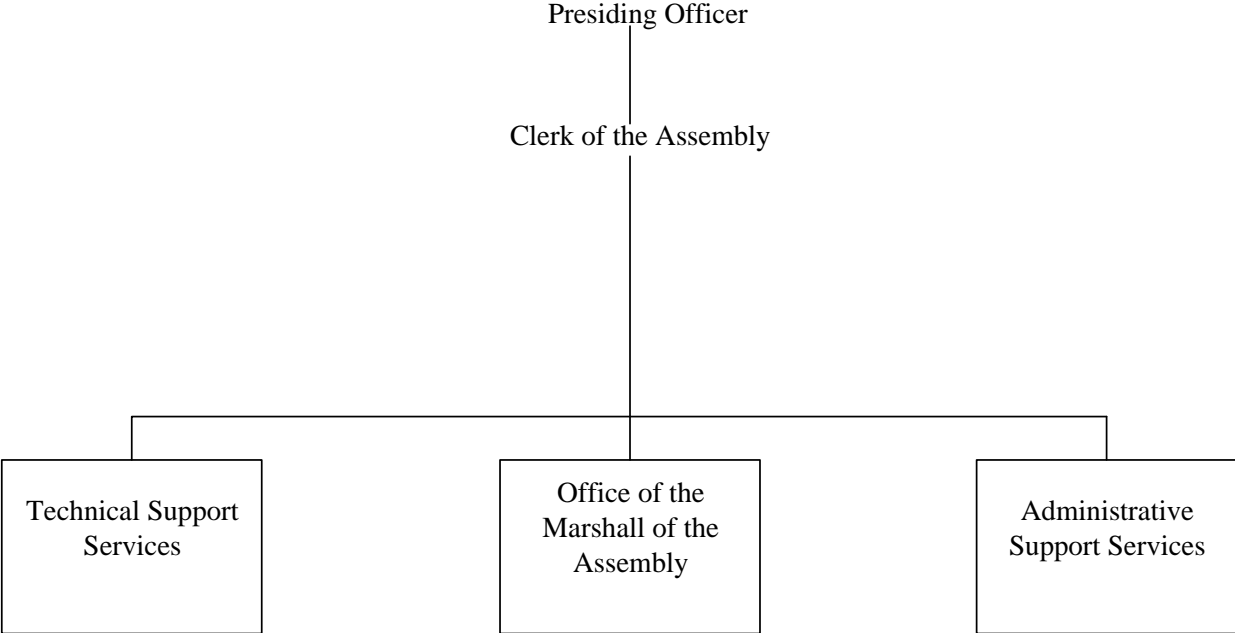 Presiding Officer
Clerk of the Assembly
Technical Support
Services
Office of the
Marshall of the
Assembly
Administrative
Support Services